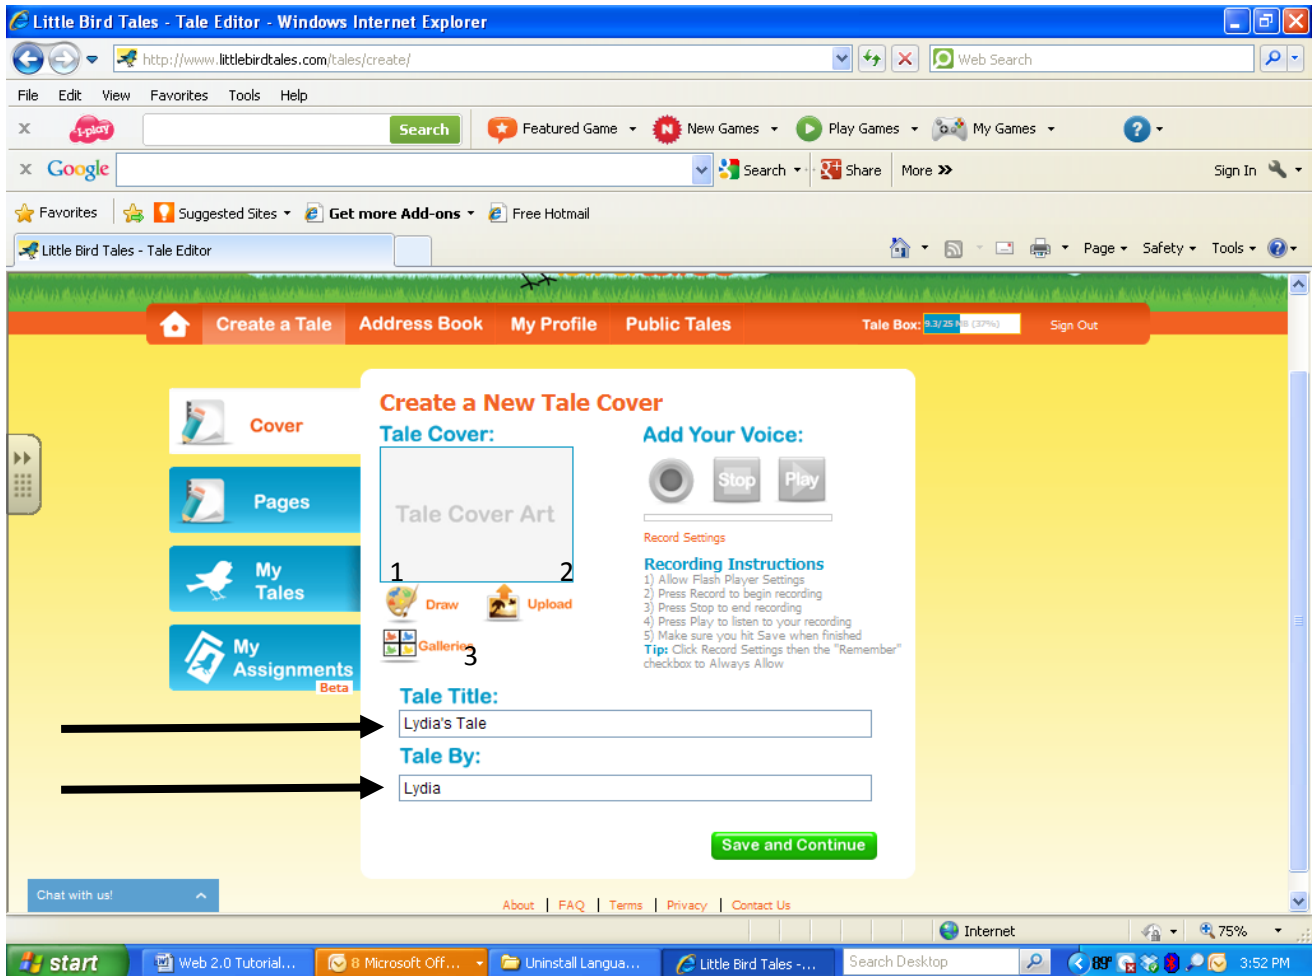 Little Bird Tales - Tale Editor - Windows Internet Explorer
http://www.littlebirdtales.com/tales/create/
Web Search
File Edit View Favorites Tools Help
x i-play Search Featured Game New Games Play Games My Games ?
x Google Search Share More >> Sign In
Favorites Suggested Sites Get more Add-ons Free Hotmail
Little Bird Tales - Tale Editor
Page Safety Tools
Create a Tale Address Book My Profile Public Tales Tale Box: 9.3/25 MB (37%) Sign Out
Cover
Pages
My
Tales
My
Assignments
Beta
Create a New Tale Cover
Tale Cover:
Tale Cover Art
1 2
Draw Upload
Galleries
3
Add Your Voice:
Stop Play
Record Settings
Recording Instructions
1) Allow Flash Player Settings
2) Press Record to begin recording
3) Press Stop to end recording
4) Press Play to listen to your recording
5) Make sure you hit Save when finished
Tip: Click Record Settings then the "Remember"
checkbox to Always Allow
Tale Title:
Lydia's Tale
Tale By:
Lydia
Save and Continue
Chat with us!
About | FAQ | Terms | Privacy | Contact Us
Internet 75%
start Web 2.0 Tutorial... 8 Microsoft Off... Uninstall Langua... Little Bird Tales -... Search Desktop 89° 3:52 PM